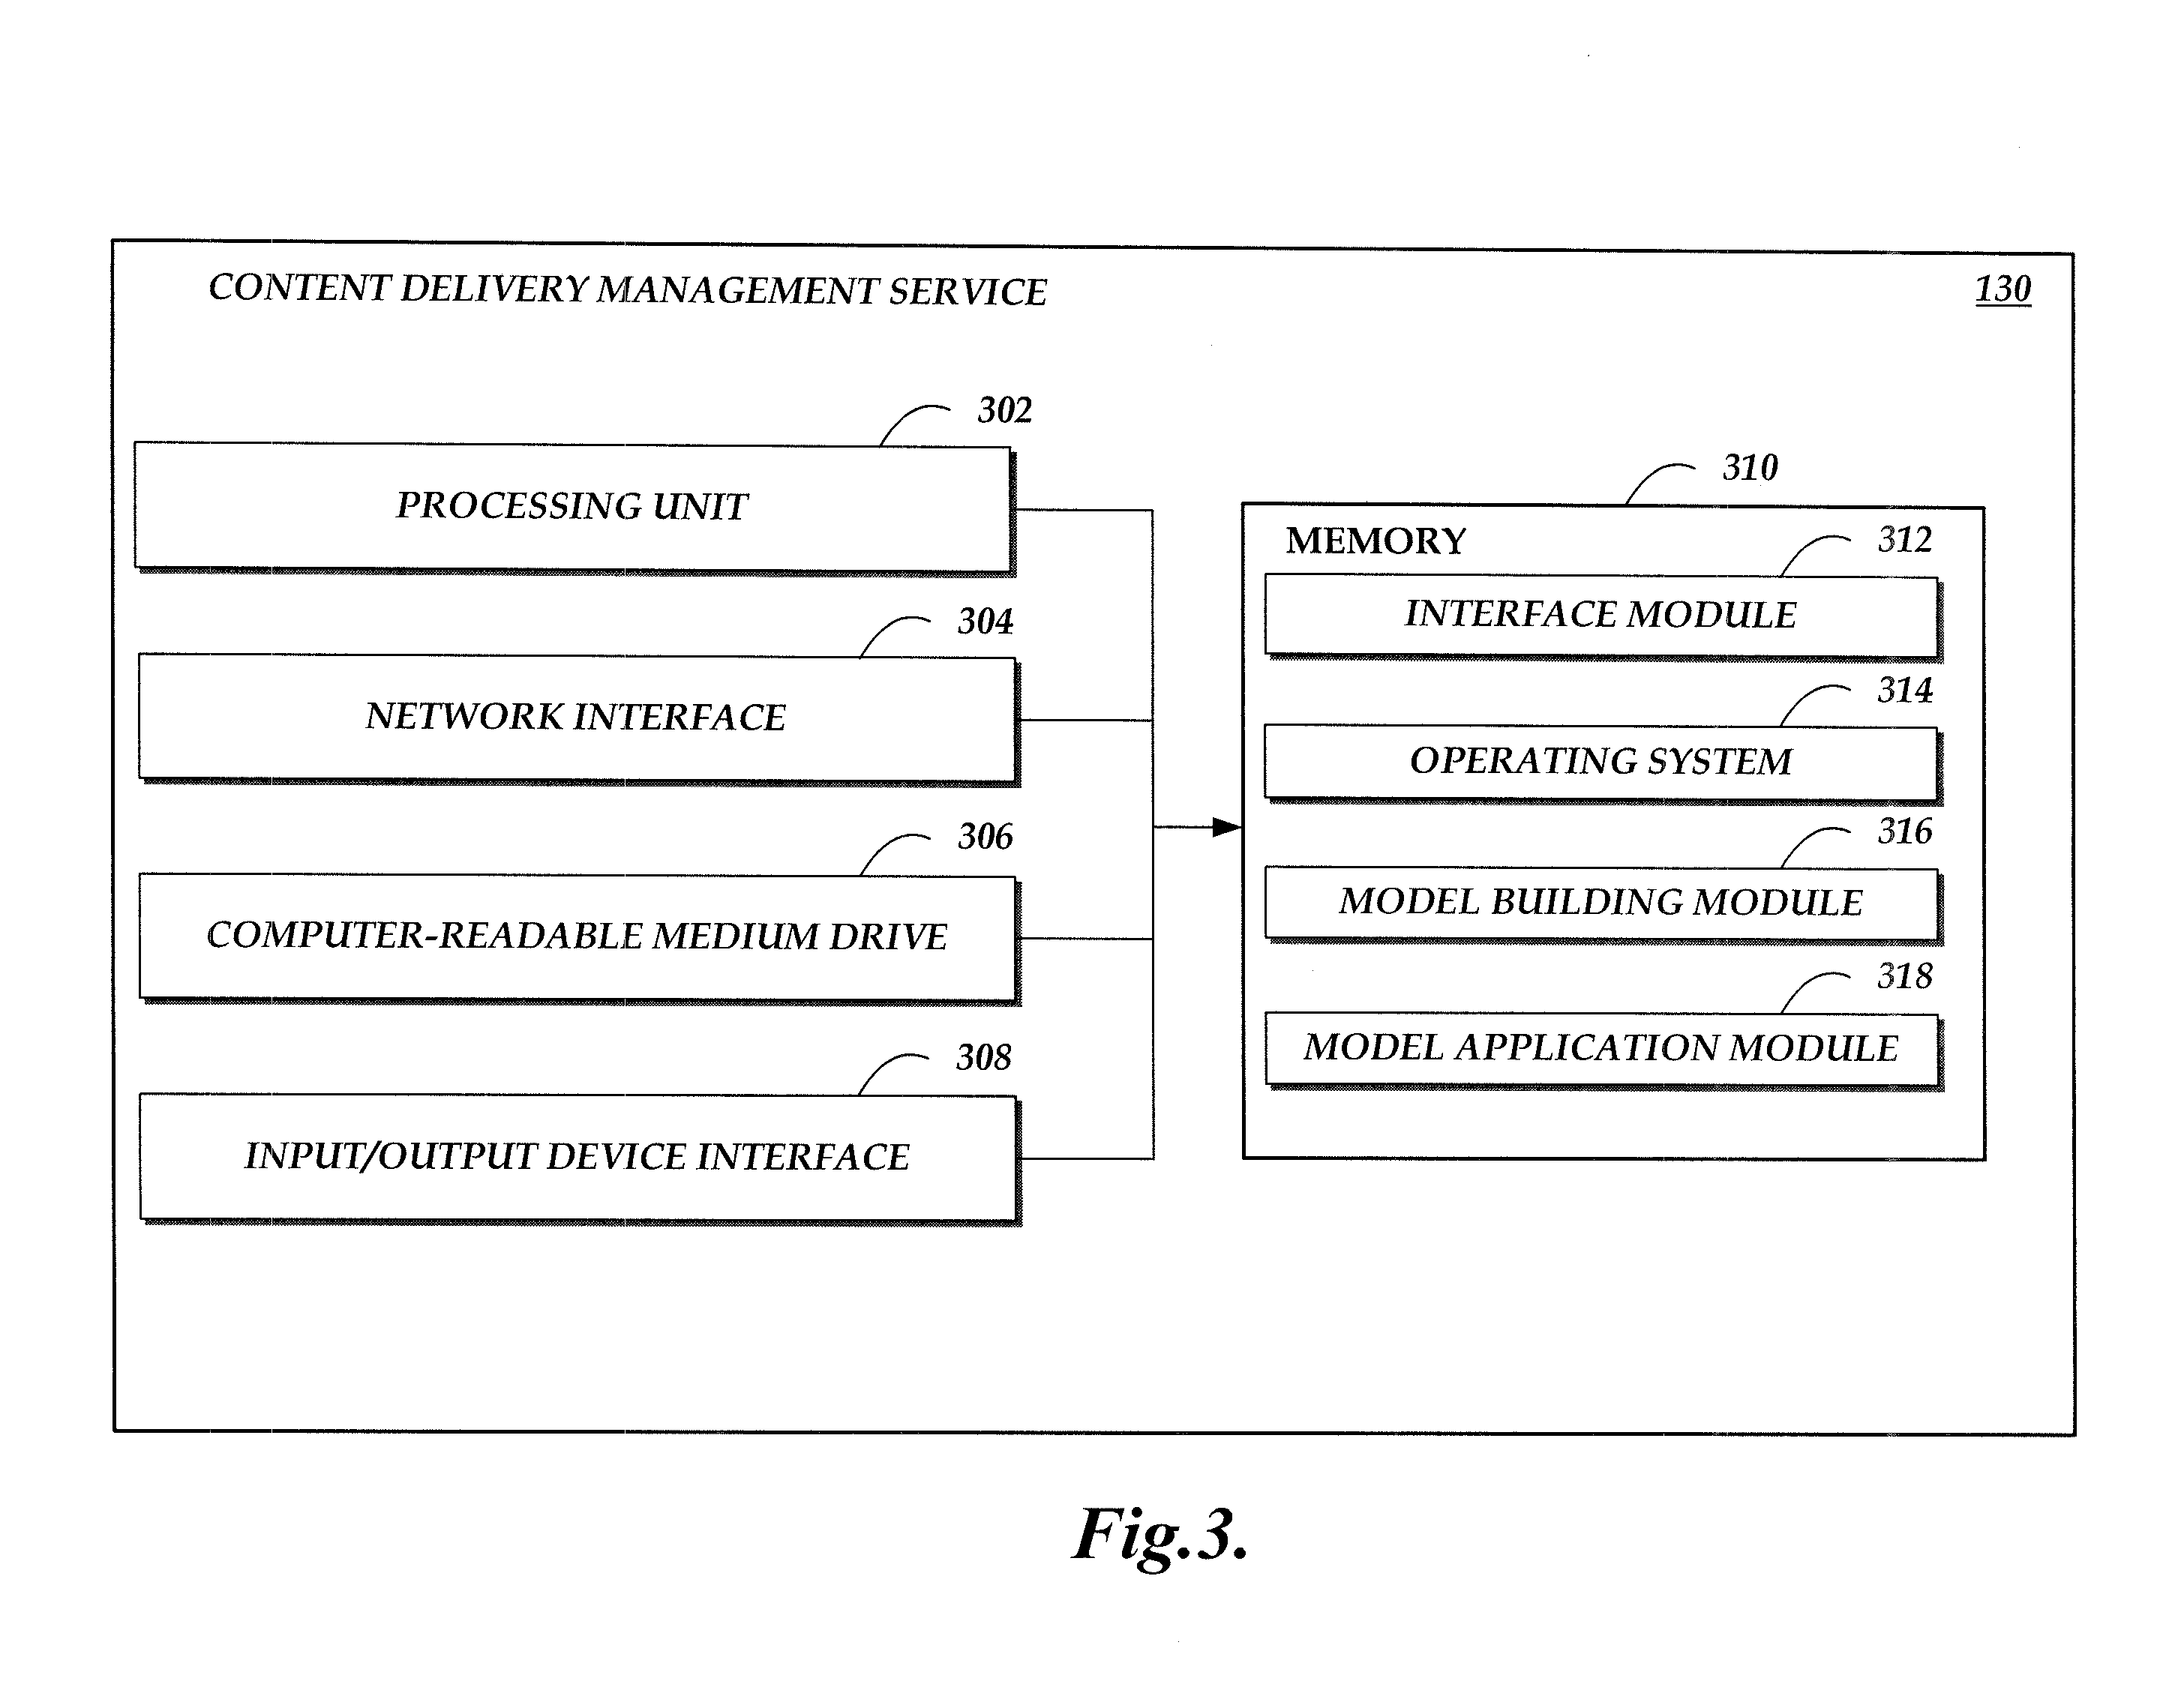 CONTENT DELIVERY MANAGEMENT SERVICE
130
302
PROCESSING UNIT
304
NETWORK INTERFACE
306
COMPUTER-READABLE MEDIUM DRIVE
308
INPUT/OUTPUT DEVICE INTERFACE
310
MEMORY
312
INTERFACE MODULE
314
OPERATING SYSTEM
316
MODEL BUILDING MODULE
318
MODEL APPLICATION MODULE
Fig.3.